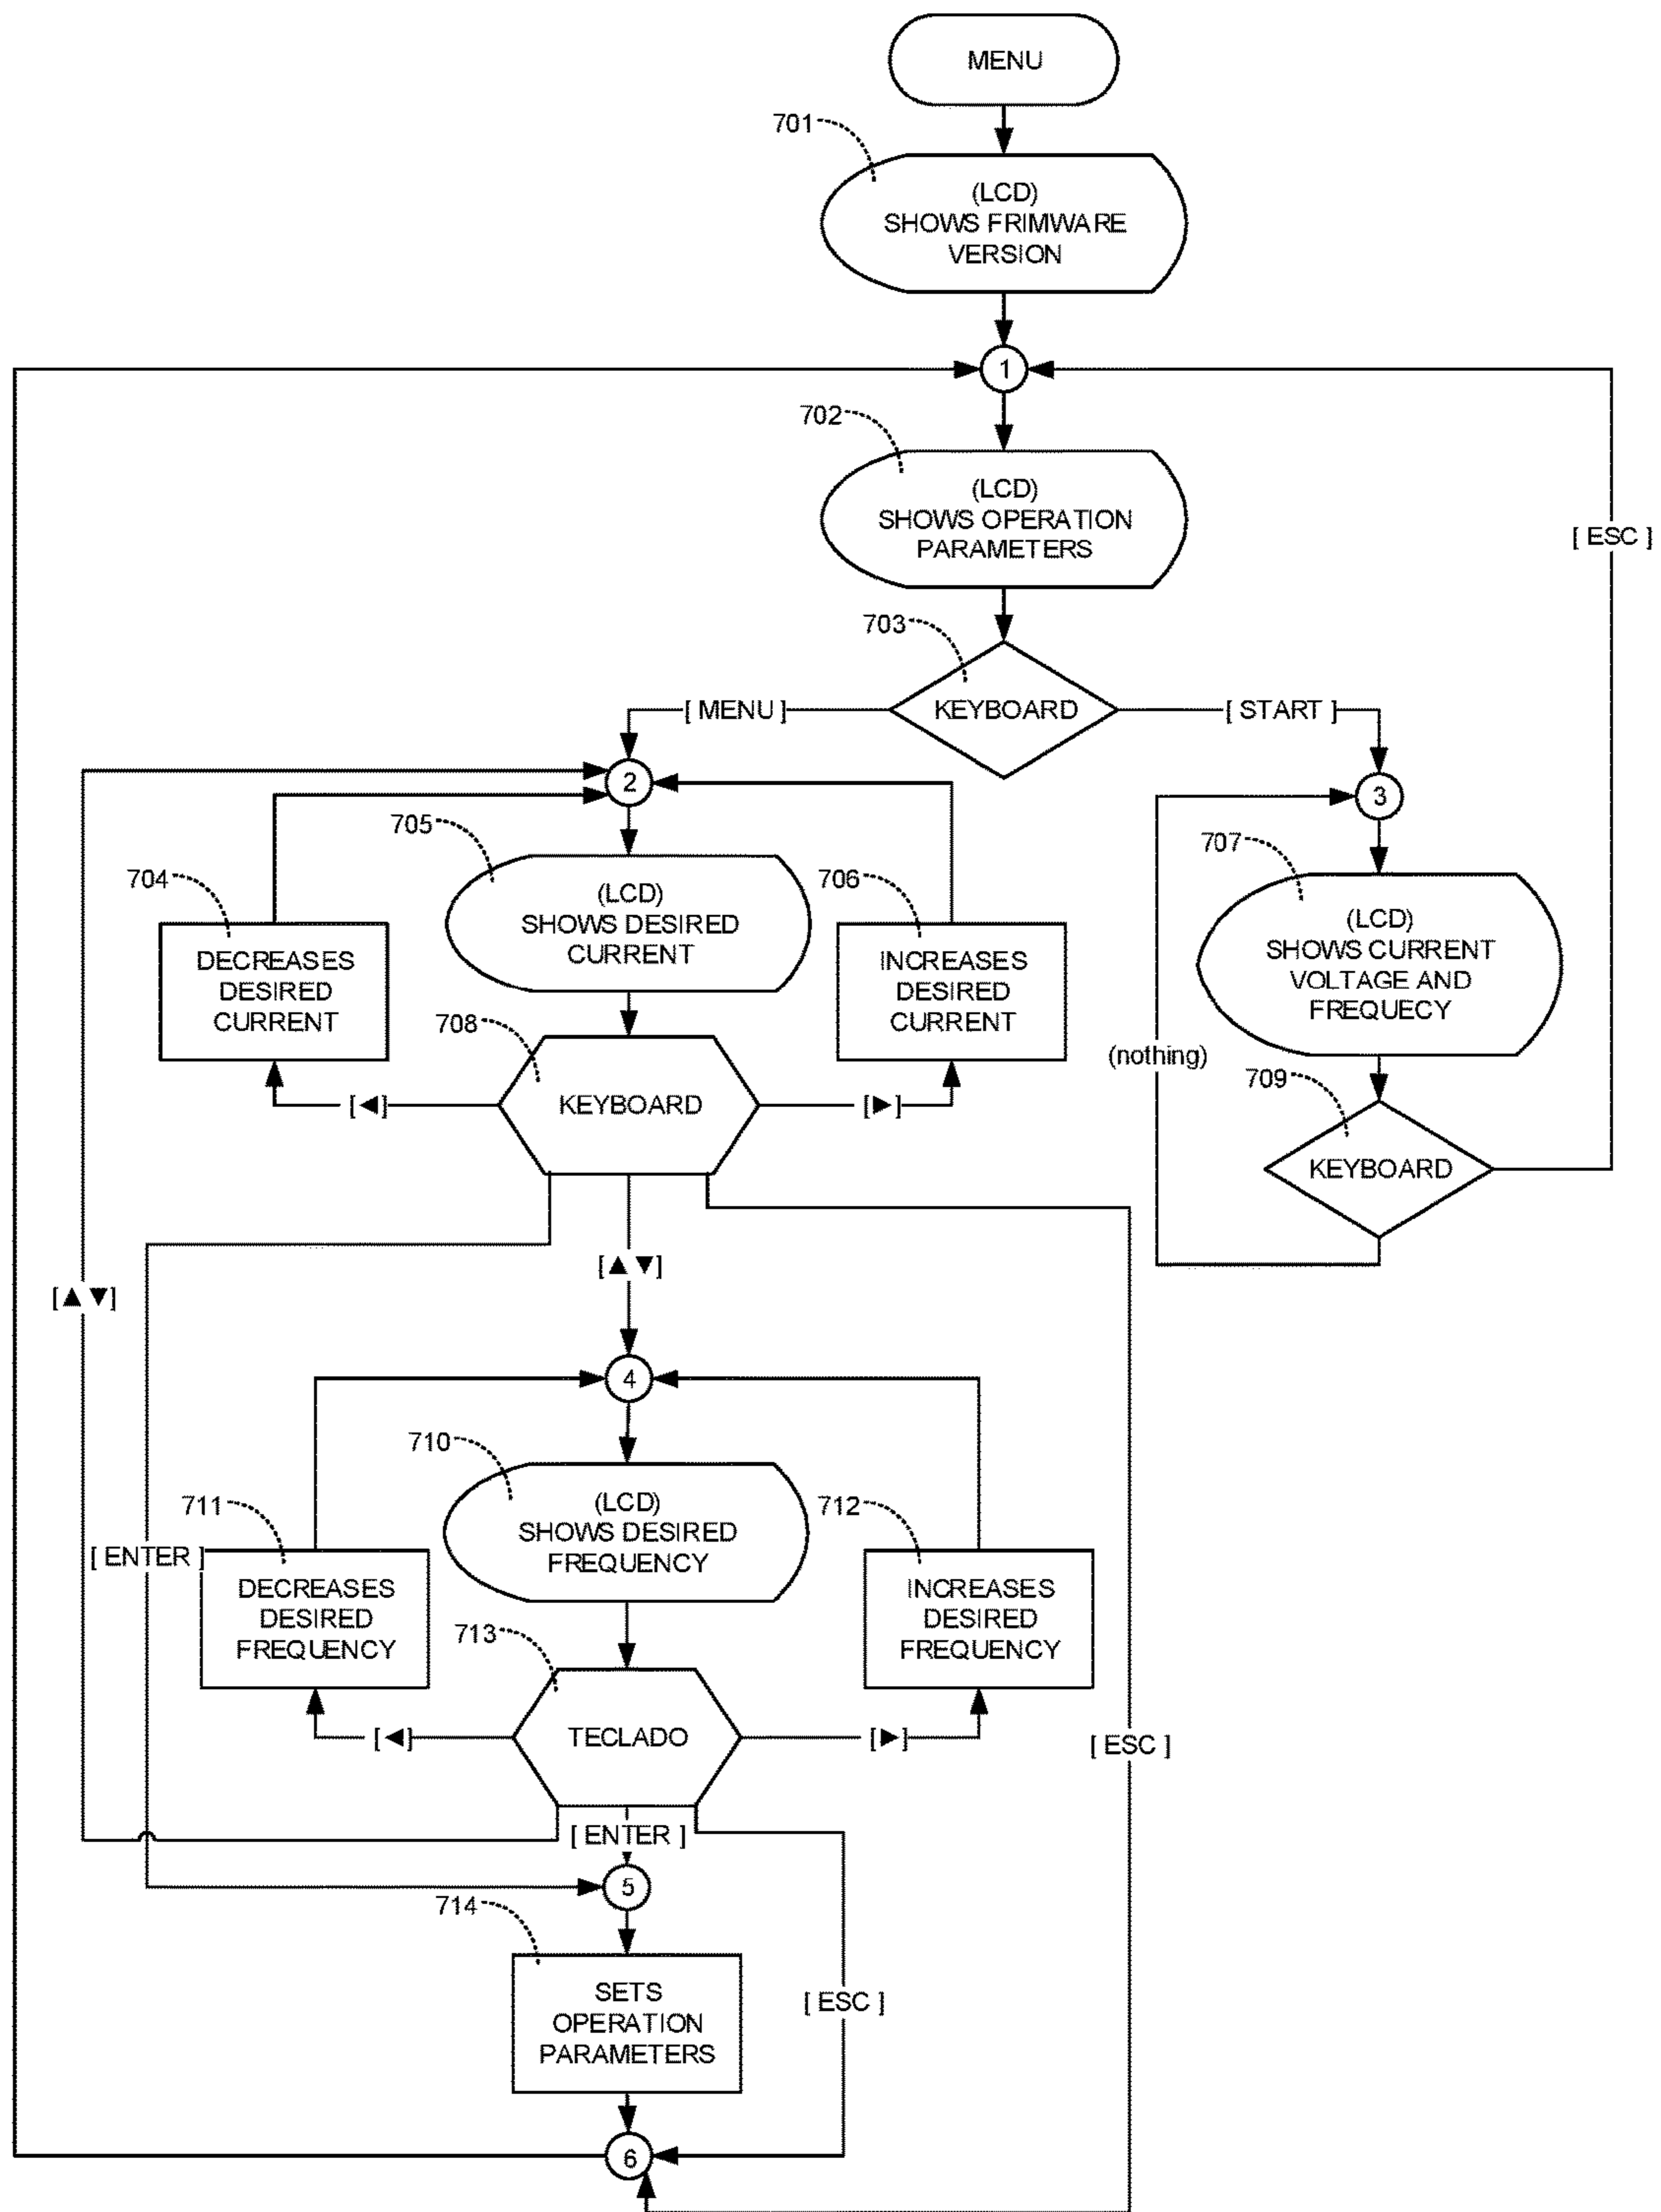 MENU
701
(LCD)
SHOWS FRIMWARE
VERSION
1
702
(LCD)
SHOWS OPERATION
PARAMETERS
[ ESC ]
703
KEYBOARD
[ MENU ]
[ START ]
2
3
705
704
706
707
(LCD)
SHOWS DESIRED
CURRENT
DECREASES
DESIRED
CURRENT
INCREASES
DESIRED
CURRENT
(LCD)
SHOWS CURRENT
VOLTAGE AND
FREQUECY
708
(nothing)
709
[◄]
KEYBOARD
[►]
KEYBOARD
[▲ ▼]
[▲ ▼]
4
710
711
712
(LCD)
SHOWS DESIRED
FREQUENCY
[ ENTER ]
DECREASES
DESIRED
FREQUENCY
INCREASES
DESIRED
FREQUENCY
713
[◄]
TECLADO
[►]
[ ESC ]
[ ENTER ]
5
714
SETS
OPERATION
PARAMETERS
[ ESC ]
6